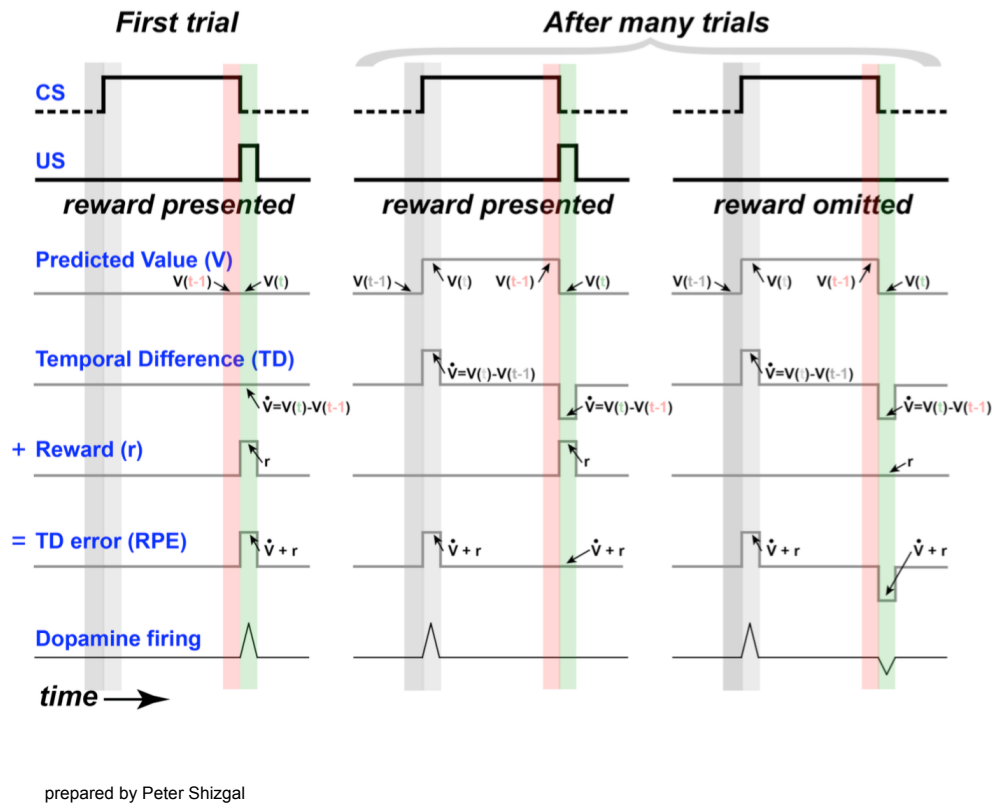 First trial
After many trials
CS
US
reward presented
reward presented
reward omitted
Predicted Value (V)
V(t-1) V(t)
V(t-1) V(t) V(t-1) V(t)
V(t-1) V(t) V(t-1) V(t)
Temporal Difference (TD)
V̇=V(t)-V(t-1)
V̇=V(t)-V(t-1)
V̇=V(t)-V(t-1)
V̇=V(t)-V(t-1)
V̇=V(t)-V(t-1)
+ Reward (r)
r
r
r
= TD error (RPE)
V̇ + r
V̇ + r
V̇ + r
V̇ + r
V̇ + r
Dopamine firing
time
prepared by Peter Shizgal